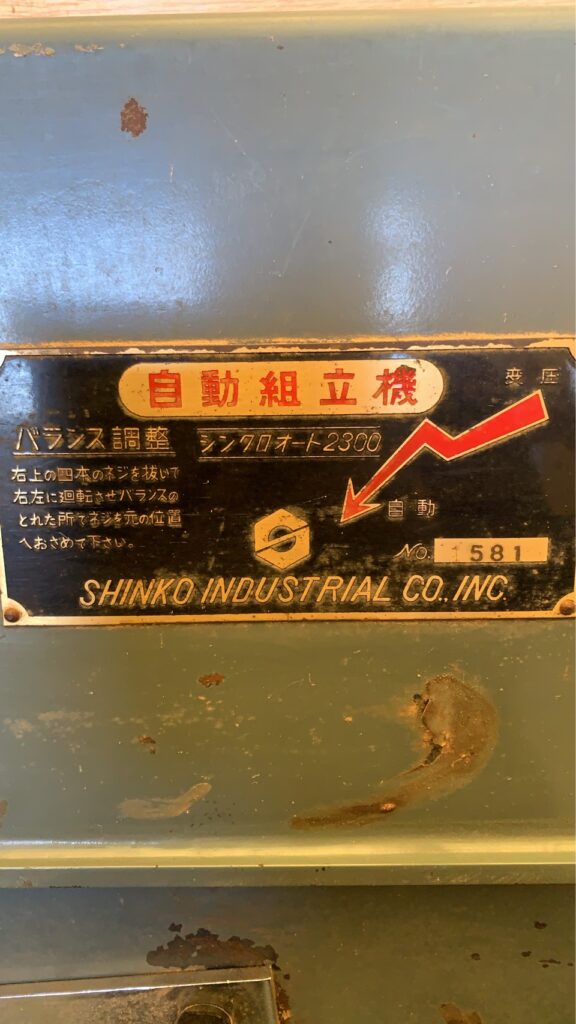 自動組立機
変圧
バランス調整
シンクロオート2300
右上の四本のネジを抜いて
右左に廻転させバランスの
とれた所でネジを元の位置
へおさめて下さい。
自動
NO. 1581
SHINKO INDUSTRIAL CO., INC.